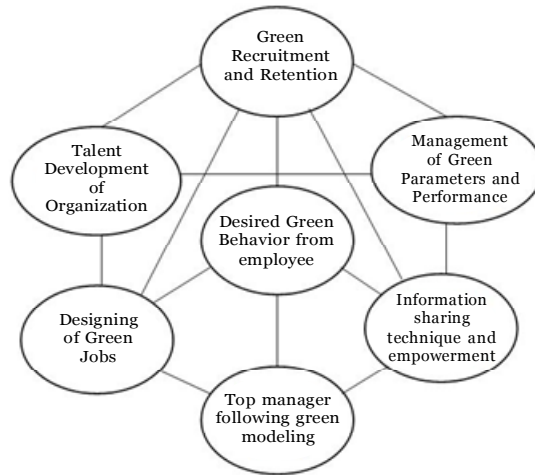 Green
Recruitment
and Retention
Talent
Development
of
Organization
Management
of Green
Parameters and
Performance
Desired Green
Behavior from
employee
Designing
of Green
Jobs
Information
sharing
technique and
empowerment
Top manager
following green
modeling